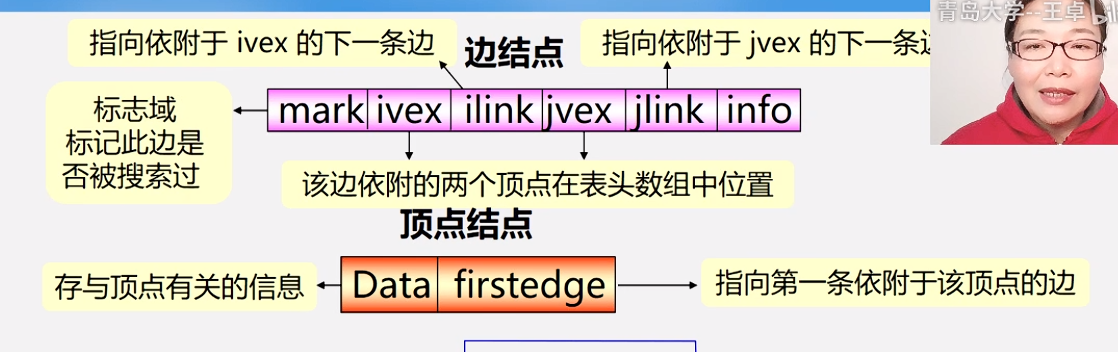 青岛大学--王卓
指向依附于 ivex 的下一条边
边结点
指向依附于 jvex 的下一条
mark ivex ilink jvex jlink info
标志域
标记此边是
否被搜索过
该边依附的两个顶点在表头数组中位置
顶点结点
存与顶点有关的信息
Data firstedge
指向第一条依附于该顶点的边